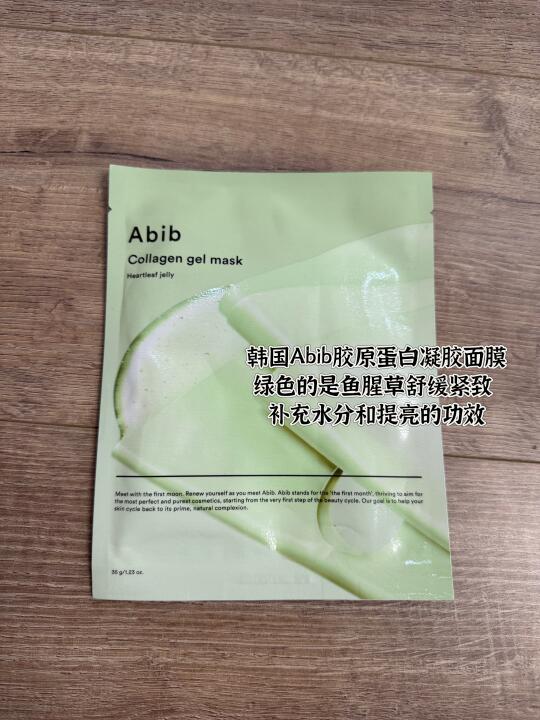 Abib
Collagen gel mask
Heartleaf jelly
韩国Abib胶原蛋白凝胶面膜
绿色的是鱼腥草舒缓紧致
补充水分和提亮的功效
Meet with the first moon. Renew yourself as you meet Abib. Abib stands for the 'the first month', thriving to aim for
the most perfect and purest cosmetics, starting from the very first step of the beauty cycle. Our goal is to help your
skin cycle back to its prime, natural complexion.
35 g/1.23 oz.